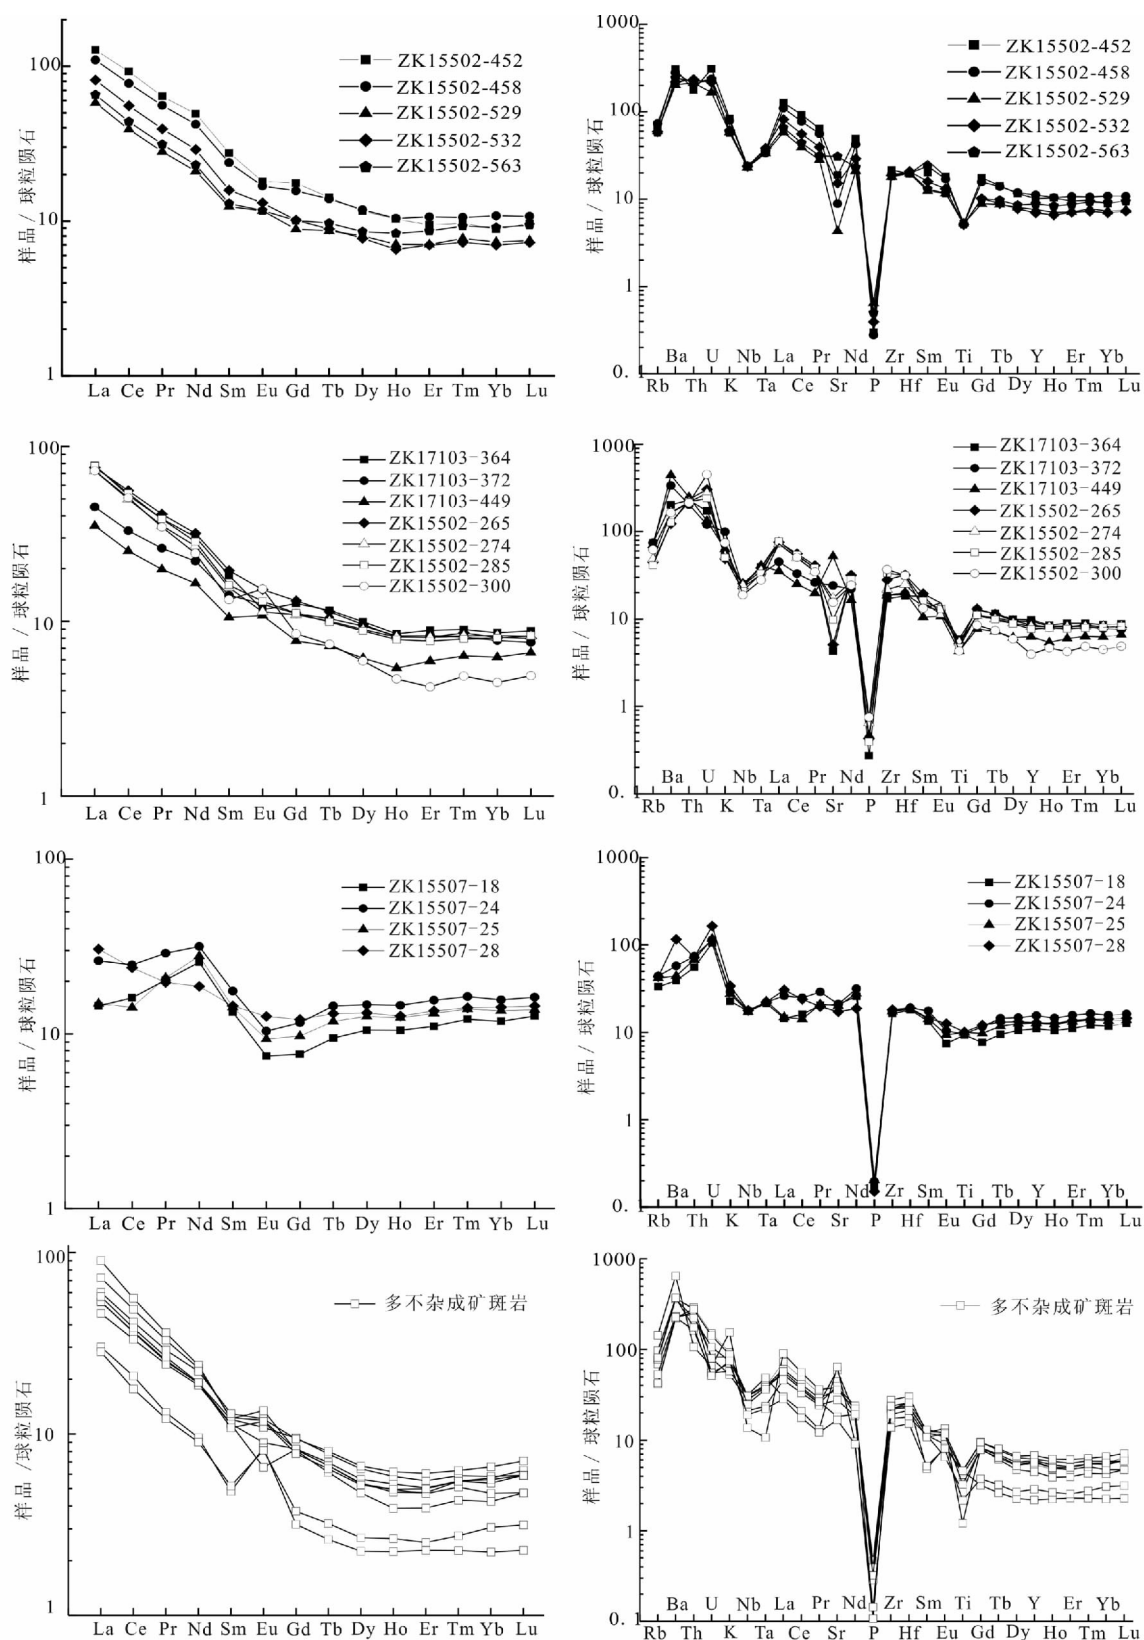 100
10
1
样品 / 球粒陨石
La Ce Pr Nd Sm Eu Gd Tb Dy Ho Er Tm Yb Lu
ZK15502-452
ZK15502-458
ZK15502-529
ZK15502-532
ZK15502-563
1000
100
10
1
0.
样品 / 球粒陨石
Ba U Nb La Pr Nd Zr Sm Ti Tb Y Er Yb
Rb Th K Ta Ce Sr P Hf Eu Gd Dy Ho Tm Lu
ZK15502-452
ZK15502-458
ZK15502-529
ZK15502-532
ZK15502-563
100
10
1
样品 / 球粒陨石
La Ce Pr Nd Sm Eu Gd Tb Dy Ho Er Tm Yb Lu
ZK17103-364
ZK17103-372
ZK17103-449
ZK15502-265
ZK15502-274
ZK15502-285
ZK15502-300
1000
100
10
1
0.
样品 / 球粒陨石
Ba U Nb La Pr Nd Zr Sm Ti Tb Y Er Yb
Rb Th K Ta Ce Sr P Hf Eu Gd Dy Ho Tm Lu
ZK17103-364
ZK17103-372
ZK17103-449
ZK15502-265
ZK15502-274
ZK15502-285
ZK15502-300
100
10
1
样品 / 球粒陨石
La Ce Pr Nd Sm Eu Gd Tb Dy Ho Er Tm Yb Lu
ZK15507-18
ZK15507-24
ZK15507-25
ZK15507-28
1000
100
10
1
0.
样品 / 球粒陨石
Ba U Nb La Pr Nd Zr Sm Ti Tb Y Er Yb
Rb Th K Ta Ce Sr P Hf Eu Gd Dy Ho Tm Lu
ZK15507-18
ZK15507-24
ZK15507-25
ZK15507-28
100
10
1
样品 /球粒陨石
La Ce Pr Nd Sm Eu Gd Tb Dy Ho Er Tm Yb Lu
多不杂成矿斑岩
1000
100
10
1
0.
样品 / 球粒陨石
Ba U Nb La Pr Nd Zr Sm Ti Tb Y Er Yb
Rb Th K Ta Ce Sr P Hf Eu Gd Dy Ho Tm Lu
多不杂成矿斑岩